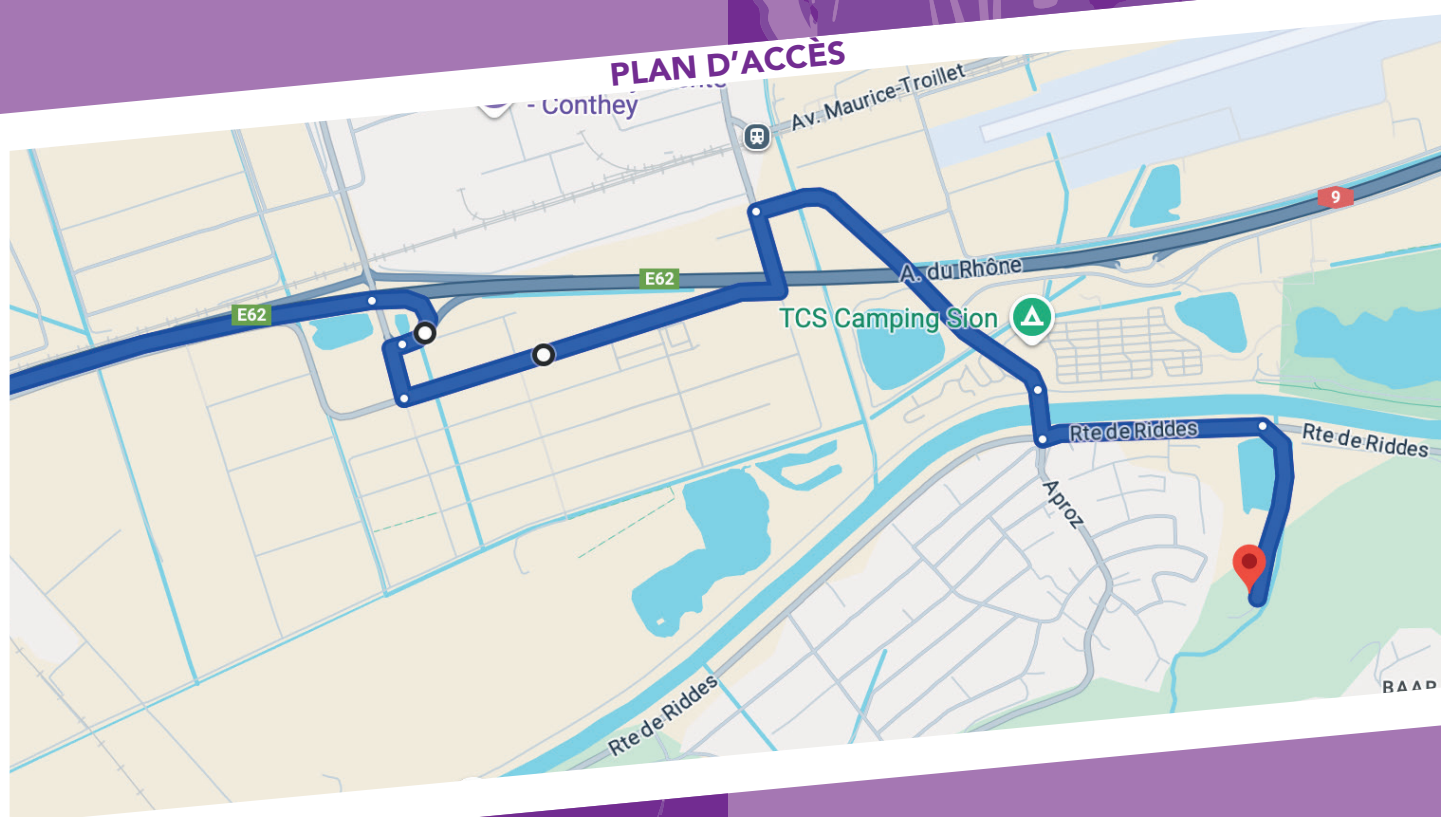 PLAN D'ACCÈS
- Conthey
Av. Maurice-Troillet
9
E62
A. du Rhône
E62
TCS Camping Sion
Rte de Riddes
Rte de Riddes
Aproz
Rte de Riddes